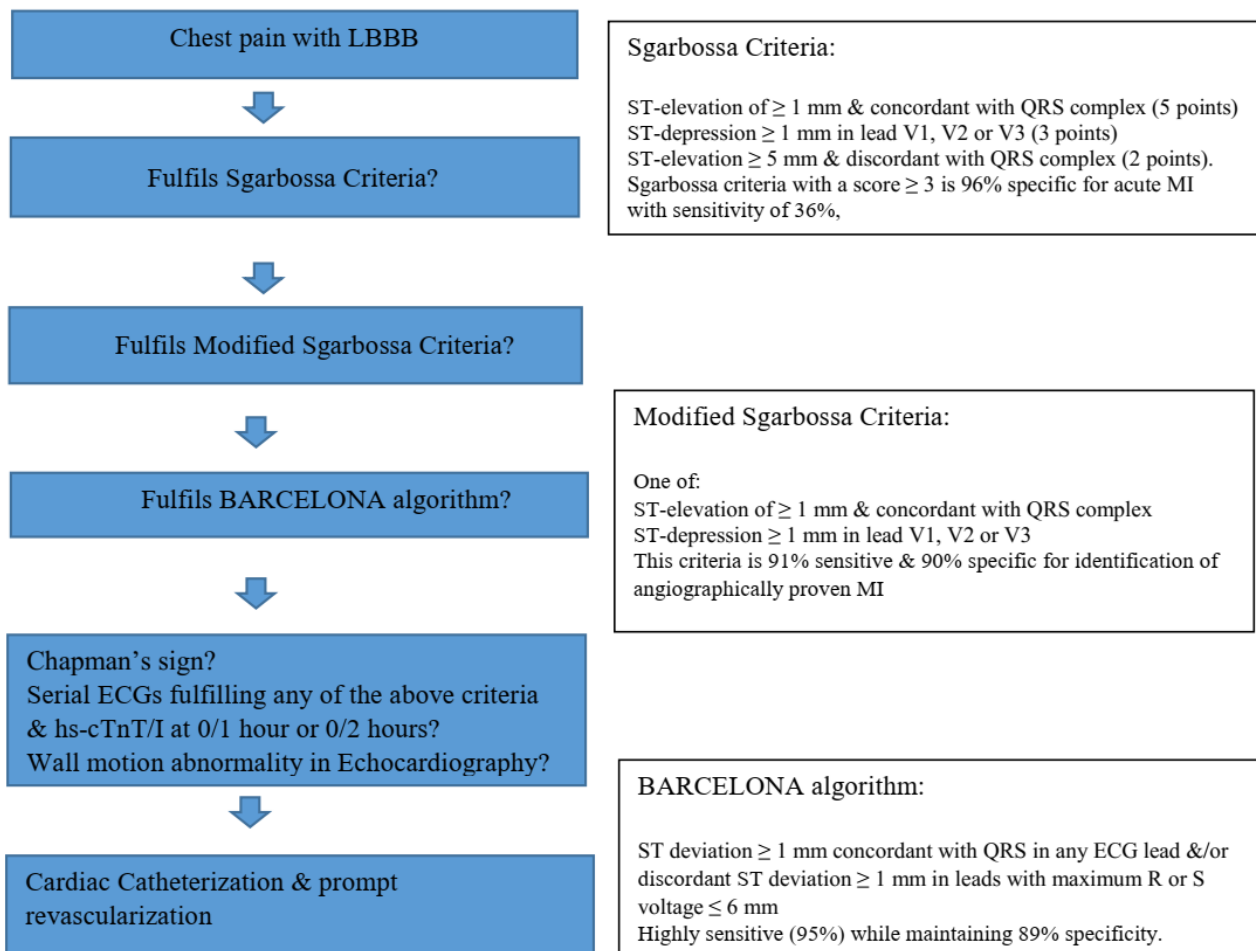 Chest pain with LBBB
Fulfils Sgarbossa Criteria?
Fulfils Modified Sgarbossa Criteria?
Fulfils BARCELONA algorithm?
Chapman’s sign?
Serial ECGs fulfilling any of the above criteria
& hs-cTnT/I at 0/1 hour or 0/2 hours?
Wall motion abnormality in Echocardiography?
Cardiac Catheterization & prompt
revascularization
Sgarbossa Criteria:
ST-elevation of ≥ 1 mm & concordant with QRS complex (5 points)
ST-depression ≥ 1 mm in lead V1, V2 or V3 (3 points)
ST-elevation ≥ 5 mm & discordant with QRS complex (2 points).
Sgarbossa criteria with a score ≥ 3 is 96% specific for acute MI
with sensitivity of 36%,
Modified Sgarbossa Criteria:
One of:
ST-elevation of ≥ 1 mm & concordant with QRS complex
ST-depression ≥ 1 mm in lead V1, V2 or V3
This criteria is 91% sensitive & 90% specific for identification of
angiographically proven MI
BARCELONA algorithm:
ST deviation ≥ 1 mm concordant with QRS in any ECG lead &/or
discordant ST deviation ≥ 1 mm in leads with maximum R or S
voltage ≤ 6 mm
Highly sensitive (95%) while maintaining 89% specificity.